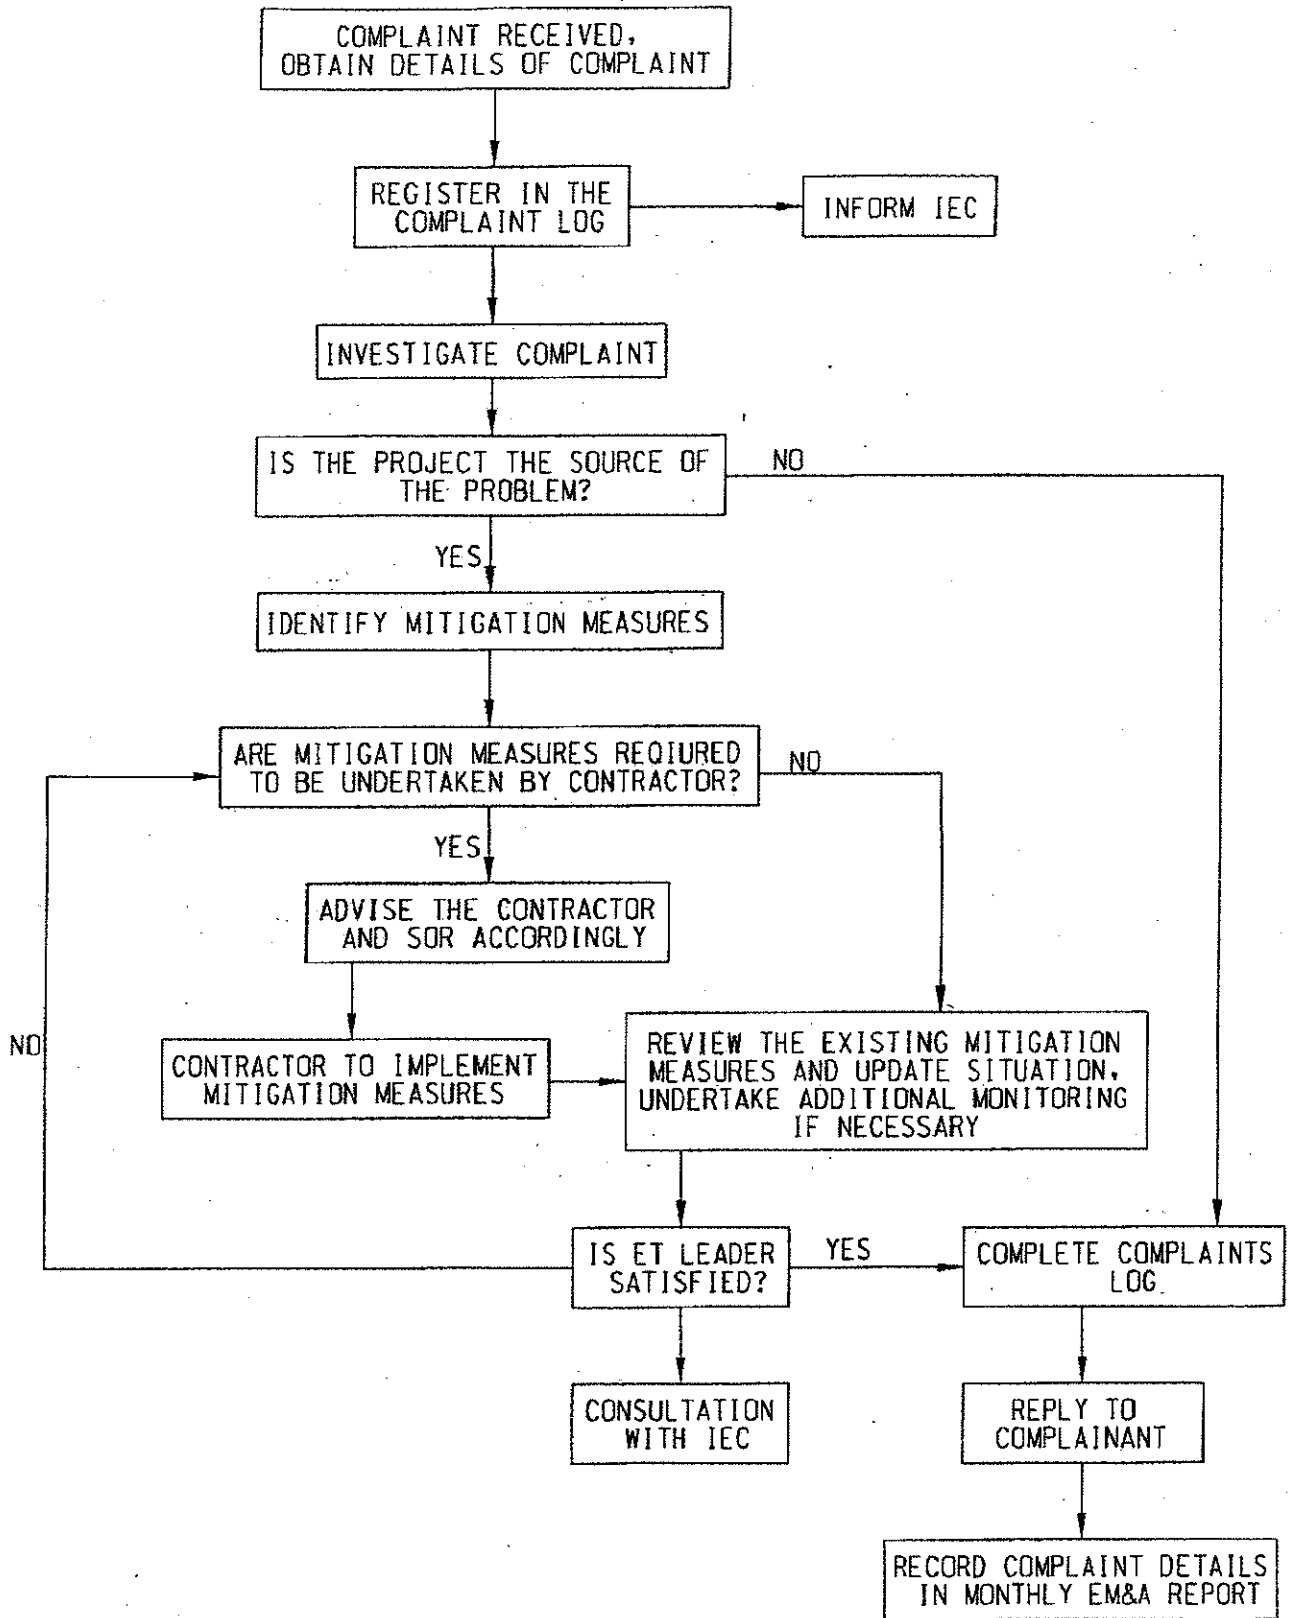 COMPLAINT RECEIVED,
OBTAIN DETAILS OF COMPLAINT
REGISTER IN THE
COMPLAINT LOG
INFORM IEC
INVESTIGATE COMPLAINT
IS THE PROJECT THE SOURCE OF
THE PROBLEM?
NO
YES
IDENTIFY MITIGATION MEASURES
ARE MITIGATION MEASURES REQIURED
TO BE UNDERTAKEN BY CONTRACTOR?
NO
YES
ADVISE THE CONTRACTOR
AND SOR ACCORDINGLY
NO
CONTRACTOR TO IMPLEMENT
MITIGATION MEASURES
REVIEW THE EXISTING MITIGATION
MEASURES AND UPDATE SITUATION,
UNDERTAKE ADDITIONAL MONITORING
IF NECESSARY
IS ET LEADER
SATISFIED?
YES
COMPLETE COMPLAINTS
LOG
CONSULTATION
WITH IEC
REPLY TO
COMPLAINANT
RECORD COMPLAINT DETAILS
IN MONTHLY EM&A REPORT